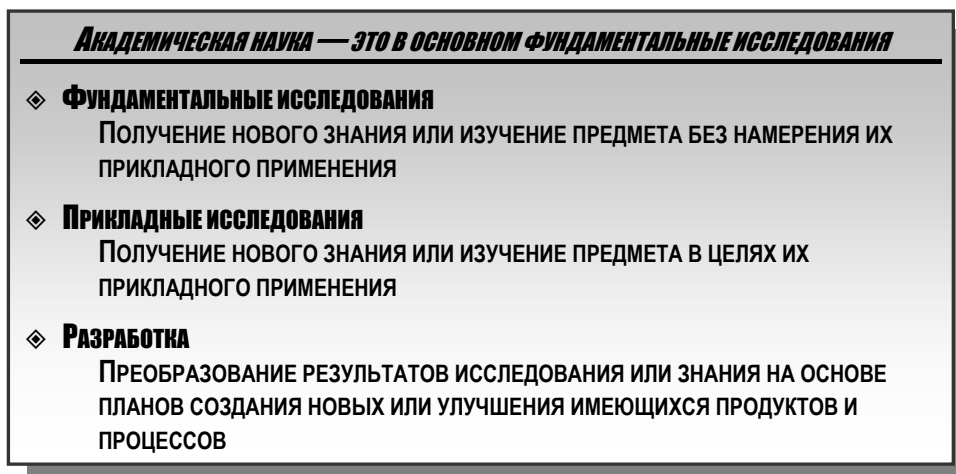 АКАДЕМИЧЕСКАЯ НАУКА — ЭТО В ОСНОВНОМ ФУНДАМЕНТАЛЬНЫЕ ИССЛЕДОВАНИЯ
ФУНДАМЕНТАЛЬНЫЕ ИССЛЕДОВАНИЯ
ПОЛУЧЕНИЕ НОВОГО ЗНАНИЯ ИЛИ ИЗУЧЕНИЕ ПРЕДМЕТА БЕЗ НАМЕРЕНИЯ ИХ
ПРИКЛАДНОГО ПРИМЕНЕНИЯ
ПРИКЛАДНЫЕ ИССЛЕДОВАНИЯ
ПОЛУЧЕНИЕ НОВОГО ЗНАНИЯ ИЛИ ИЗУЧЕНИЕ ПРЕДМЕТА В ЦЕЛЯХ ИХ
ПРИКЛАДНОГО ПРИМЕНЕНИЯ
РАЗРАБОТКА
ПРЕОБРАЗОВАНИЕ РЕЗУЛЬТАТОВ ИССЛЕДОВАНИЯ ИЛИ ЗНАНИЯ НА ОСНОВЕ
ПЛАНОВ СОЗДАНИЯ НОВЫХ ИЛИ УЛУЧШЕНИЯ ИМЕЮЩИХСЯ ПРОДУКТОВ И
ПРОЦЕССОВ